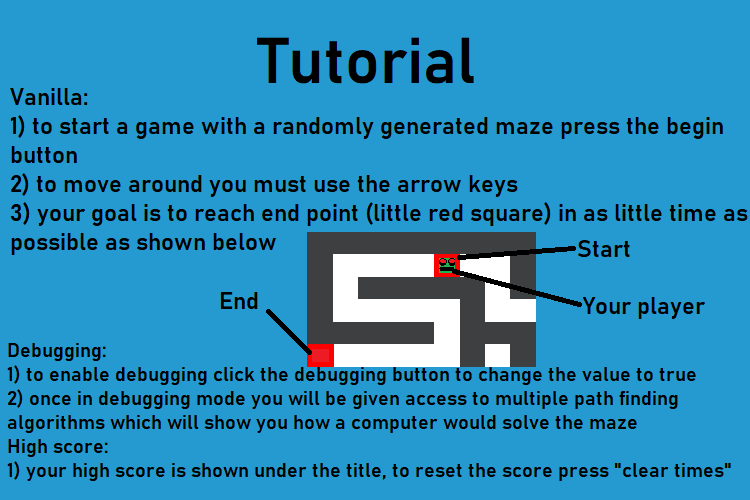 Tutorial
Vanilla:
1) to start a game with a randomly generated maze press the begin
button
2) to move around you must use the arrow keys
3) your goal is to reach end point (little red square) in as little time as
possible as shown below
Start
End
Your player
Debugging:
1) to enable debugging click the debugging button to change the value to true
2) once in debugging mode you will be given access to multiple path finding
algorithms which will show you how a computer would solve the maze
High score:
1) your high score is shown under the title, to reset the score press "clear times"